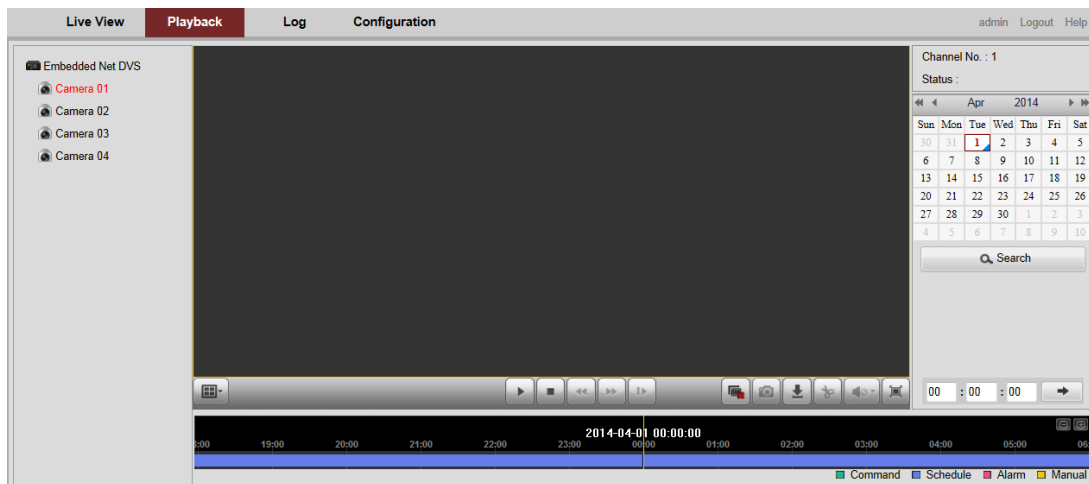 Live View Playback Log Configuration admin Logout Help
Embedded Net DVS
Camera 01
Camera 02
Camera 03
Camera 04
Channel No. : 1
Status :
Apr 2014
Sun Mon Tue Wed Thu Fri Sat
30 31 1 2 3 4 5
6 7 8 9 10 11 12
13 14 15 16 17 18 19
20 21 22 23 24 25 26
27 28 29 30 1 2 3
4 5 6 7 8 9 10
Search
00 : 00 : 00
2014-04-01 00:00:00
:00 19:00 20:00 21:00 22:00 23:00 00:00 01:00 02:00 03:00 04:00 05:00 06:
Command Schedule Alarm Manual